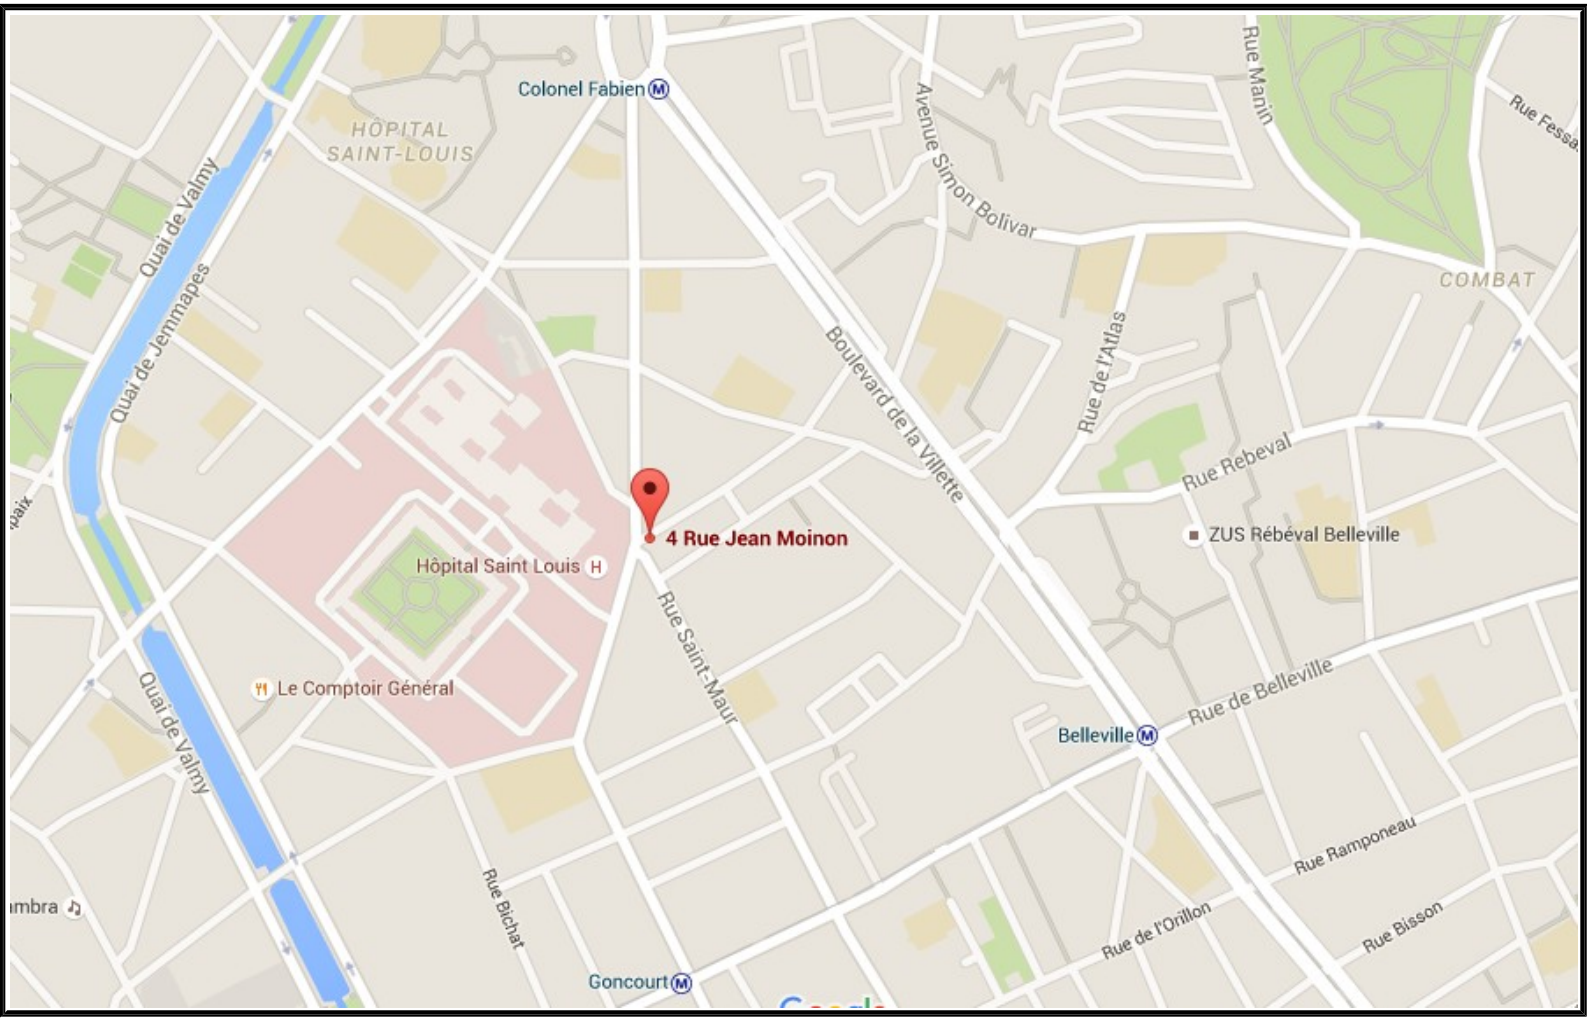 Colonel Fabien M
HÔPITAL
SAINT-LOUIS
Rue Manin
Rue Fessa
Avenue Simon Bolivar
Quai de Valmy
Quai de Jemmapes
COMBAT
Boulevard de la Villette
Rue de l'Atlas
Rue Rebeval
paix
4 Rue Jean Moinon
ZUS Rébéval Belleville
Hôpital Saint Louis H
Rue Saint-Maur
Le Comptoir Général
Quai de Valmy
Rue de Belleville
Belleville M
Rue Ramponeau
Rue Bichat
ambra
Rue de l'Orillon
Rue Bisson
Goncourt M
Google